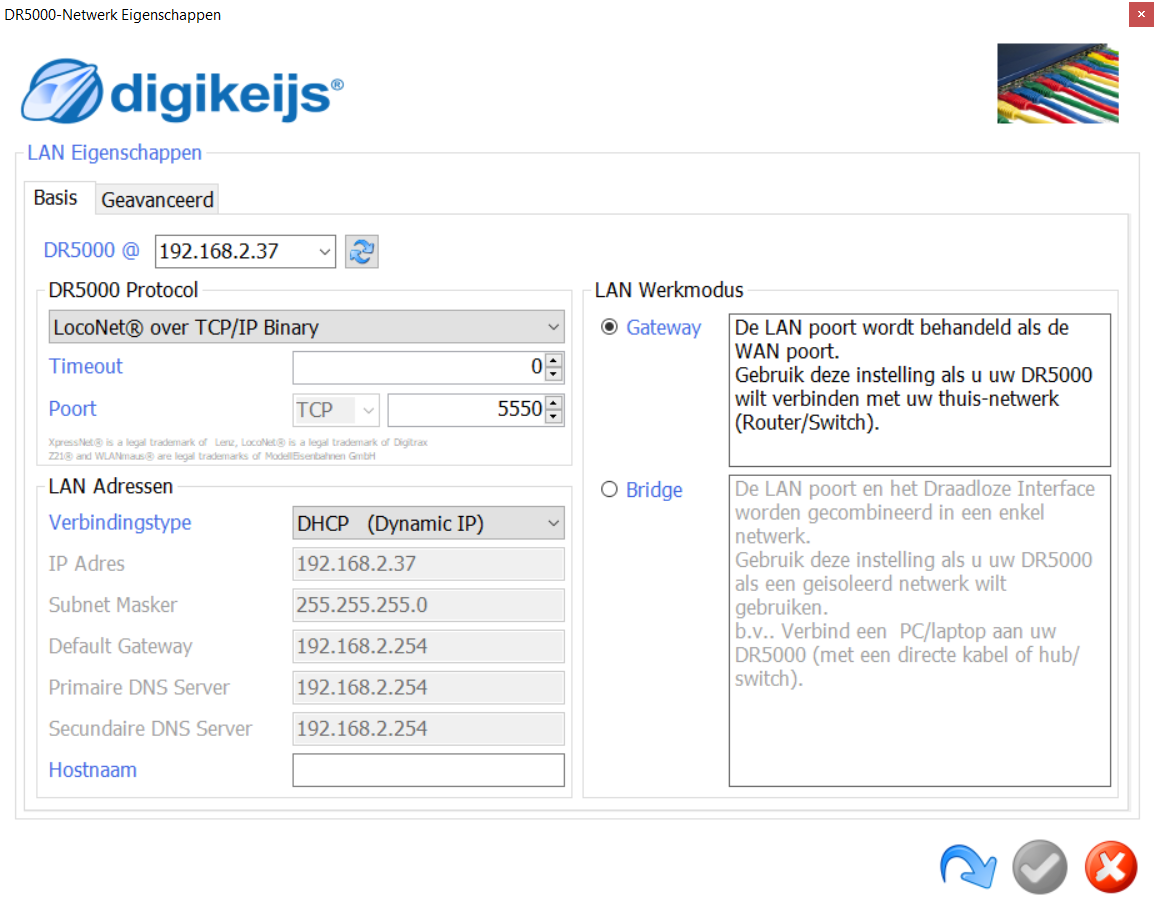 DR5000-Netwerk Eigenschappen
digikeijs®
LAN Eigenschappen
Basis
Geavanceerd
DR5000 @
192.168.2.37
DR5000 Protocol
LocoNet® over TCP/IP Binary
Timeout
0
Poort
TCP
5550
XpressNet® is a legal trademark of Lenz, LocoNet® is a legal trademark of Digitrax
Z21® and WLANmaus® are legal trademarks of ModellEisenbahnen GmbH
LAN Adressen
Verbindingstype
DHCP (Dynamic IP)
IP Adres
192.168.2.37
Subnet Masker
255.255.255.0
Default Gateway
192.168.2.254
Primaire DNS Server
192.168.2.254
Secundaire DNS Server
192.168.2.254
Hostnaam
LAN Werkmodus
Gateway
De LAN poort wordt behandeld als de
WAN poort.
Gebruik deze instelling als u uw DR5000
wilt verbinden met uw thuis-netwerk
(Router/Switch).
Bridge
De LAN poort en het Draadloze Interface
worden gecombineerd in een enkel
netwerk.
Gebruik deze instelling als u uw DR5000
als een geisoleerd netwerk wilt
gebruiken.
b.v.. Verbind een PC/laptop aan uw
DR5000 (met een directe kabel of hub/
switch).